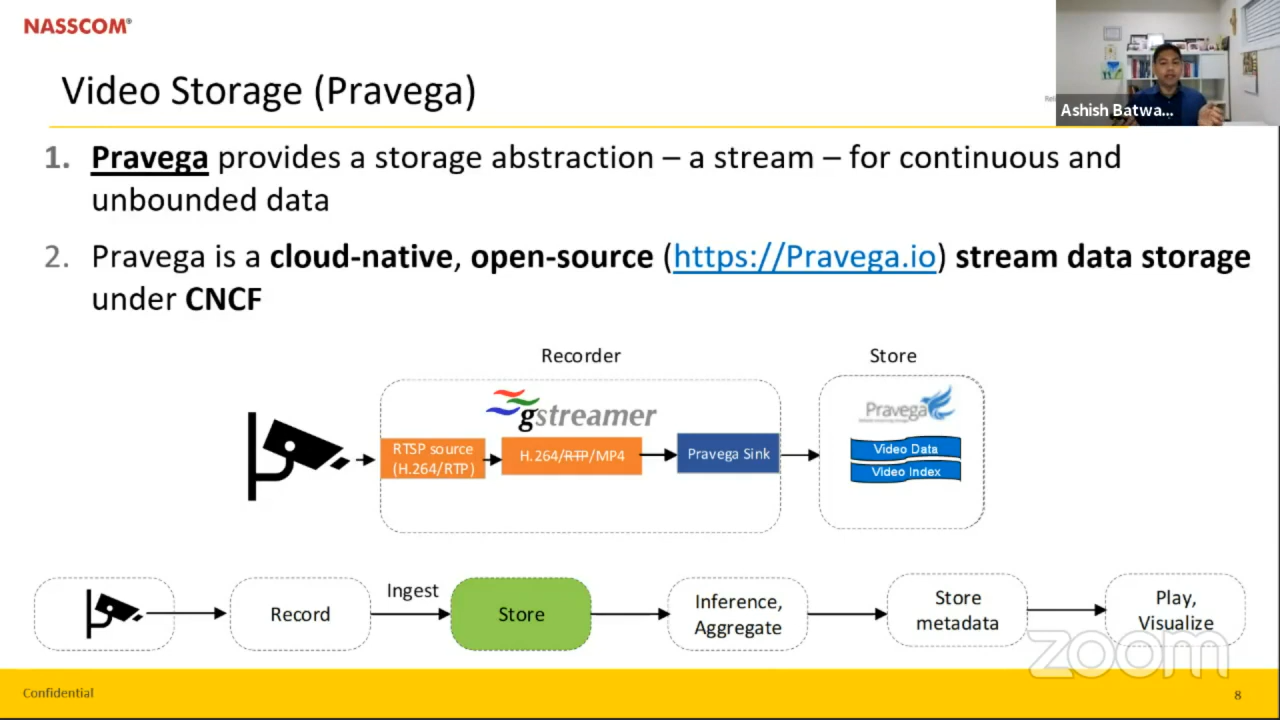 NASSCOM®
Video Storage (Pravega)
Ashish Batwa...
1. Pravega provides a storage abstraction – a stream – for continuous and
unbounded data
2. Pravega is a cloud-native, open-source (https://Pravega.io) stream data storage
under CNCF
Recorder
Store
gstreamer
Pravega
RTSP source
(H.264/RTP)
H.264/RTP/MP4
Pravega Sink
Video Data
Video Index
Record
Ingest
Store
Inference,
Aggregate
Store
metadata
Play,
Visualize
zoom
Confidential
8